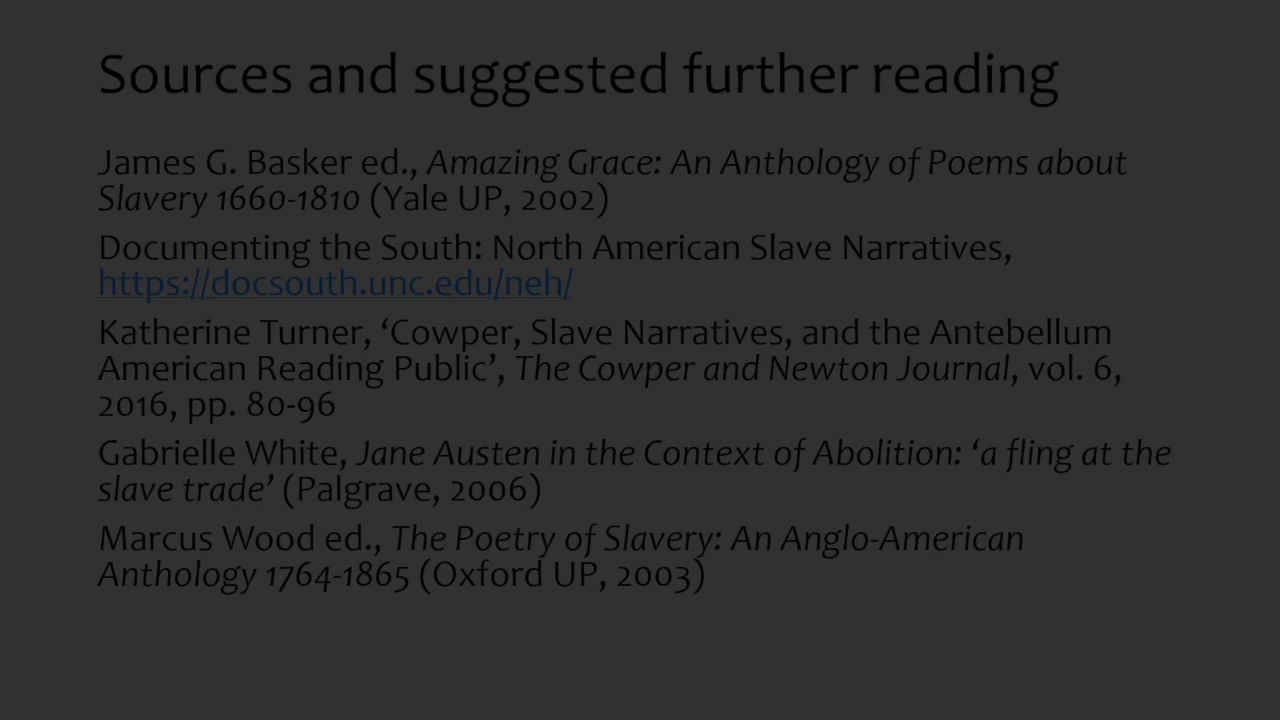 Sources and suggested further reading
James G. Basker ed., Amazing Grace: An Anthology of Poems about
Slavery 1660-1810 (Yale UP, 2002)
Documenting the South: North American Slave Narratives,
https://docsouth.unc.edu/neh/
Katherine Turner, ‘Cowper, Slave Narratives, and the Antebellum
American Reading Public’, The Cowper and Newton Journal, vol. 6,
2016, pp. 80-96
Gabrielle White, Jane Austen in the Context of Abolition: ‘a fling at the
slave trade’ (Palgrave, 2006)
Marcus Wood ed., The Poetry of Slavery: An Anglo-American
Anthology 1764-1865 (Oxford UP, 2003)